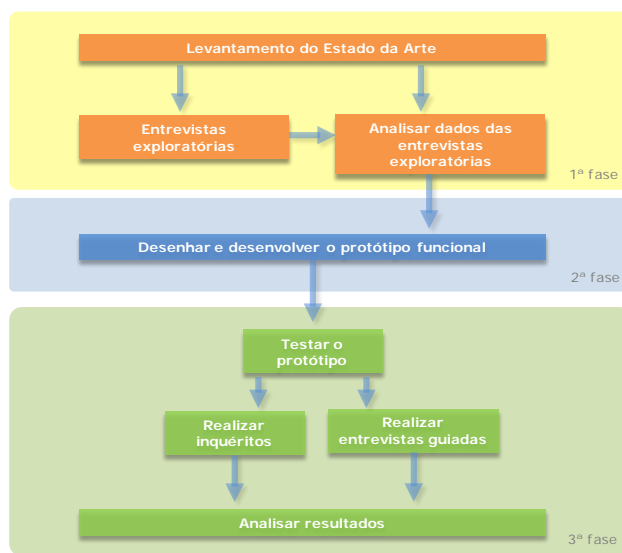 Levantamento do Estado da Arte
Entrevistas
exploratórias
Analisar dados das
entrevistas
exploratórias
1ª fase
Desenhar e desenvolver o protótipo funcional
2ª fase
Testar o
protótipo
Realizar
inquéritos
Realizar
entrevistas guiadas
Analisar resultados
3ª fase